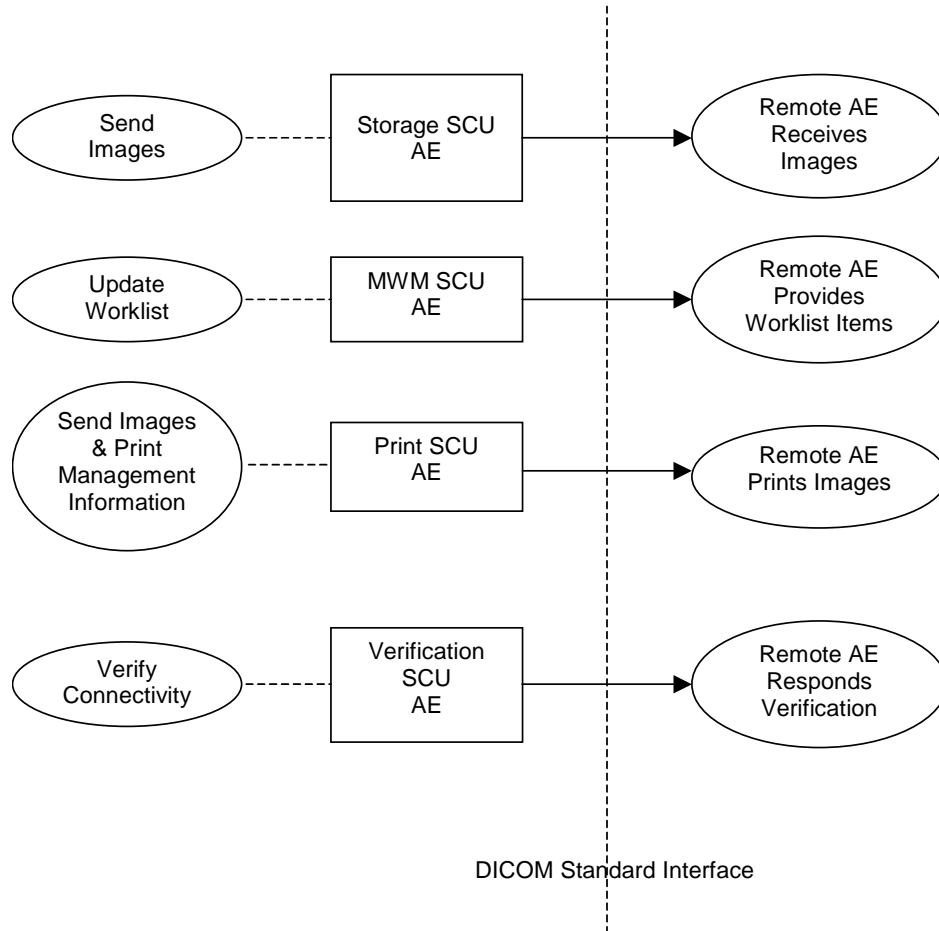 Send
Images
Storage SCU
AE
Remote AE
Receives
Images
Update
Worklist
MWM SCU
AE
Remote AE
Provides
Worklist Items
Send Images
& Print
Management
Information
Print SCU
AE
Remote AE
Prints Images
Verify
Connectivity
Verification
SCU
AE
Remote AE
Responds
Verification
DICOM Standard Interface